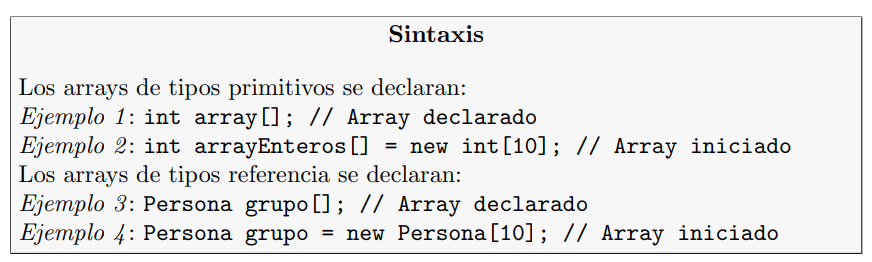 Sintaxis
Los arrays de tipos primitivos se declaran:
Ejemplo 1: int array[]; // Array declarado
Ejemplo 2: int arrayEnteros[] = new int[10]; // Array iniciado
Los arrays de tipos referencia se declaran:
Ejemplo 3: Persona grupo[]; // Array declarado
Ejemplo 4: Persona grupo = new Persona[10]; // Array iniciado